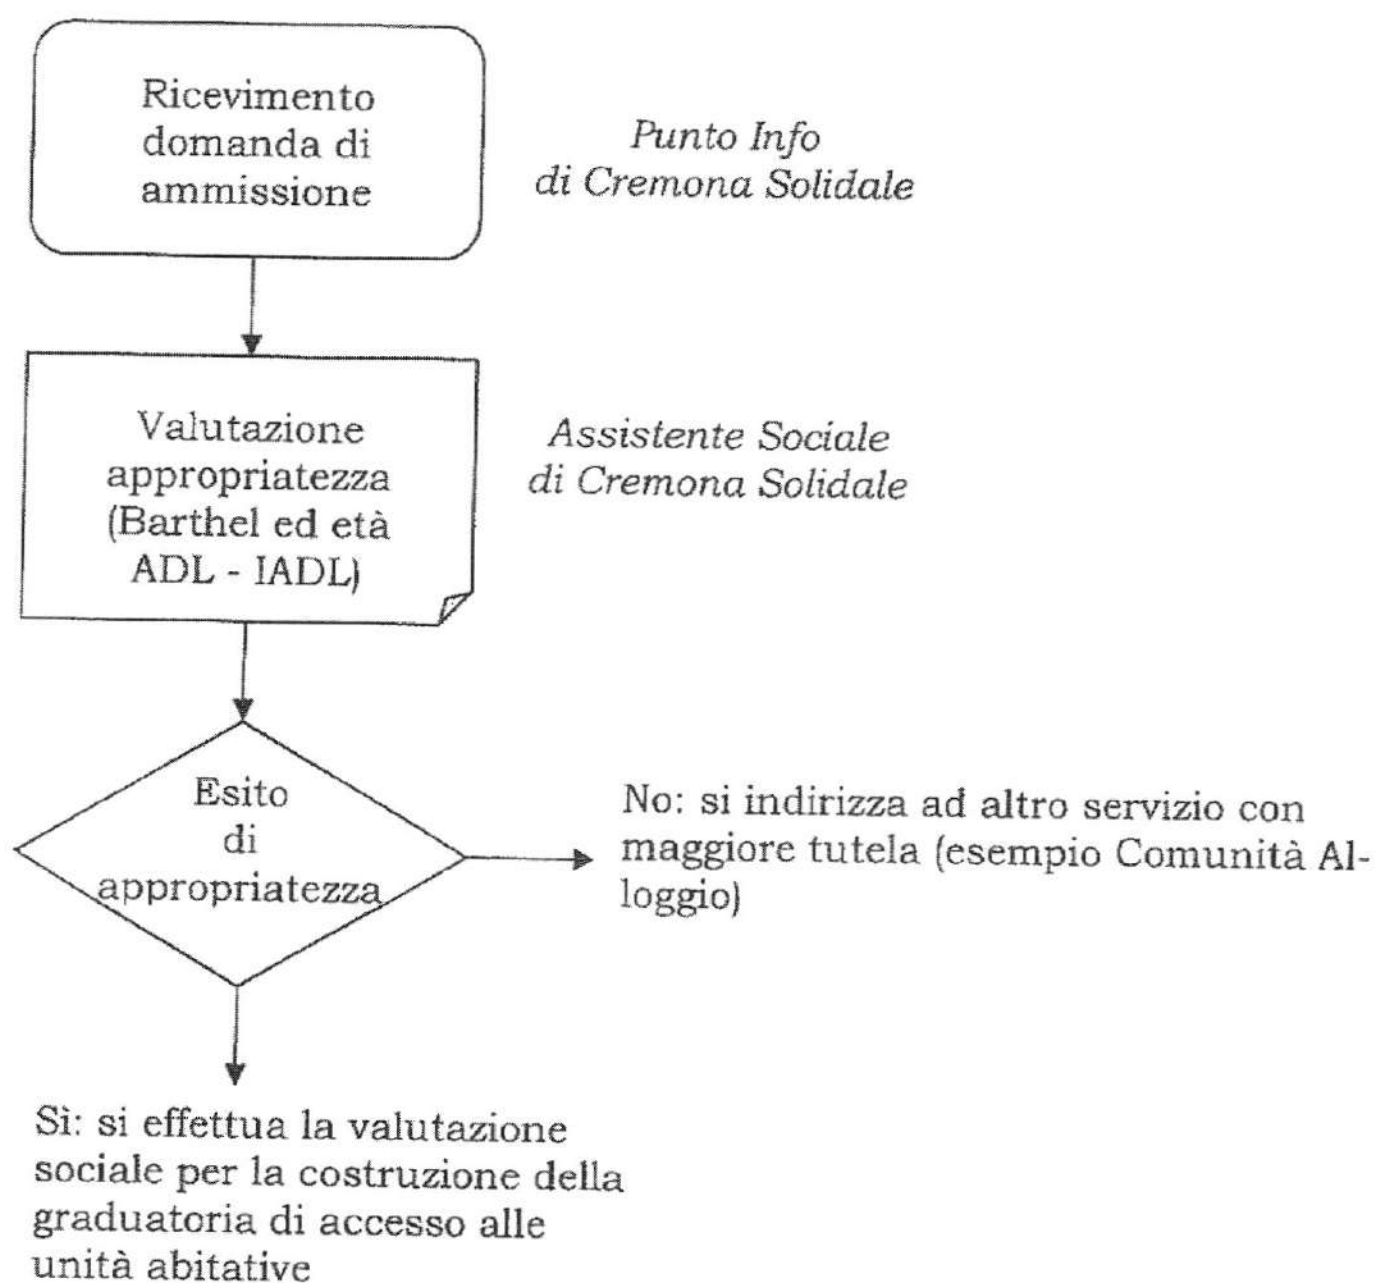 Ricevimento
domanda di
ammissione
Punto Info
di Cremona Solidale
Valutazione
appropriatezza
(Barthel ed età
ADL - IADL)
Assistente Sociale
di Cremona Solidale
Esito
di
appropriatezza
No: si indirizza ad altro servizio con
maggiore tutela (esempio Comunità Al-
loggio)
Sì: si effettua la valutazione
sociale per la costruzione della
graduatoria di accesso alle
unità abitative